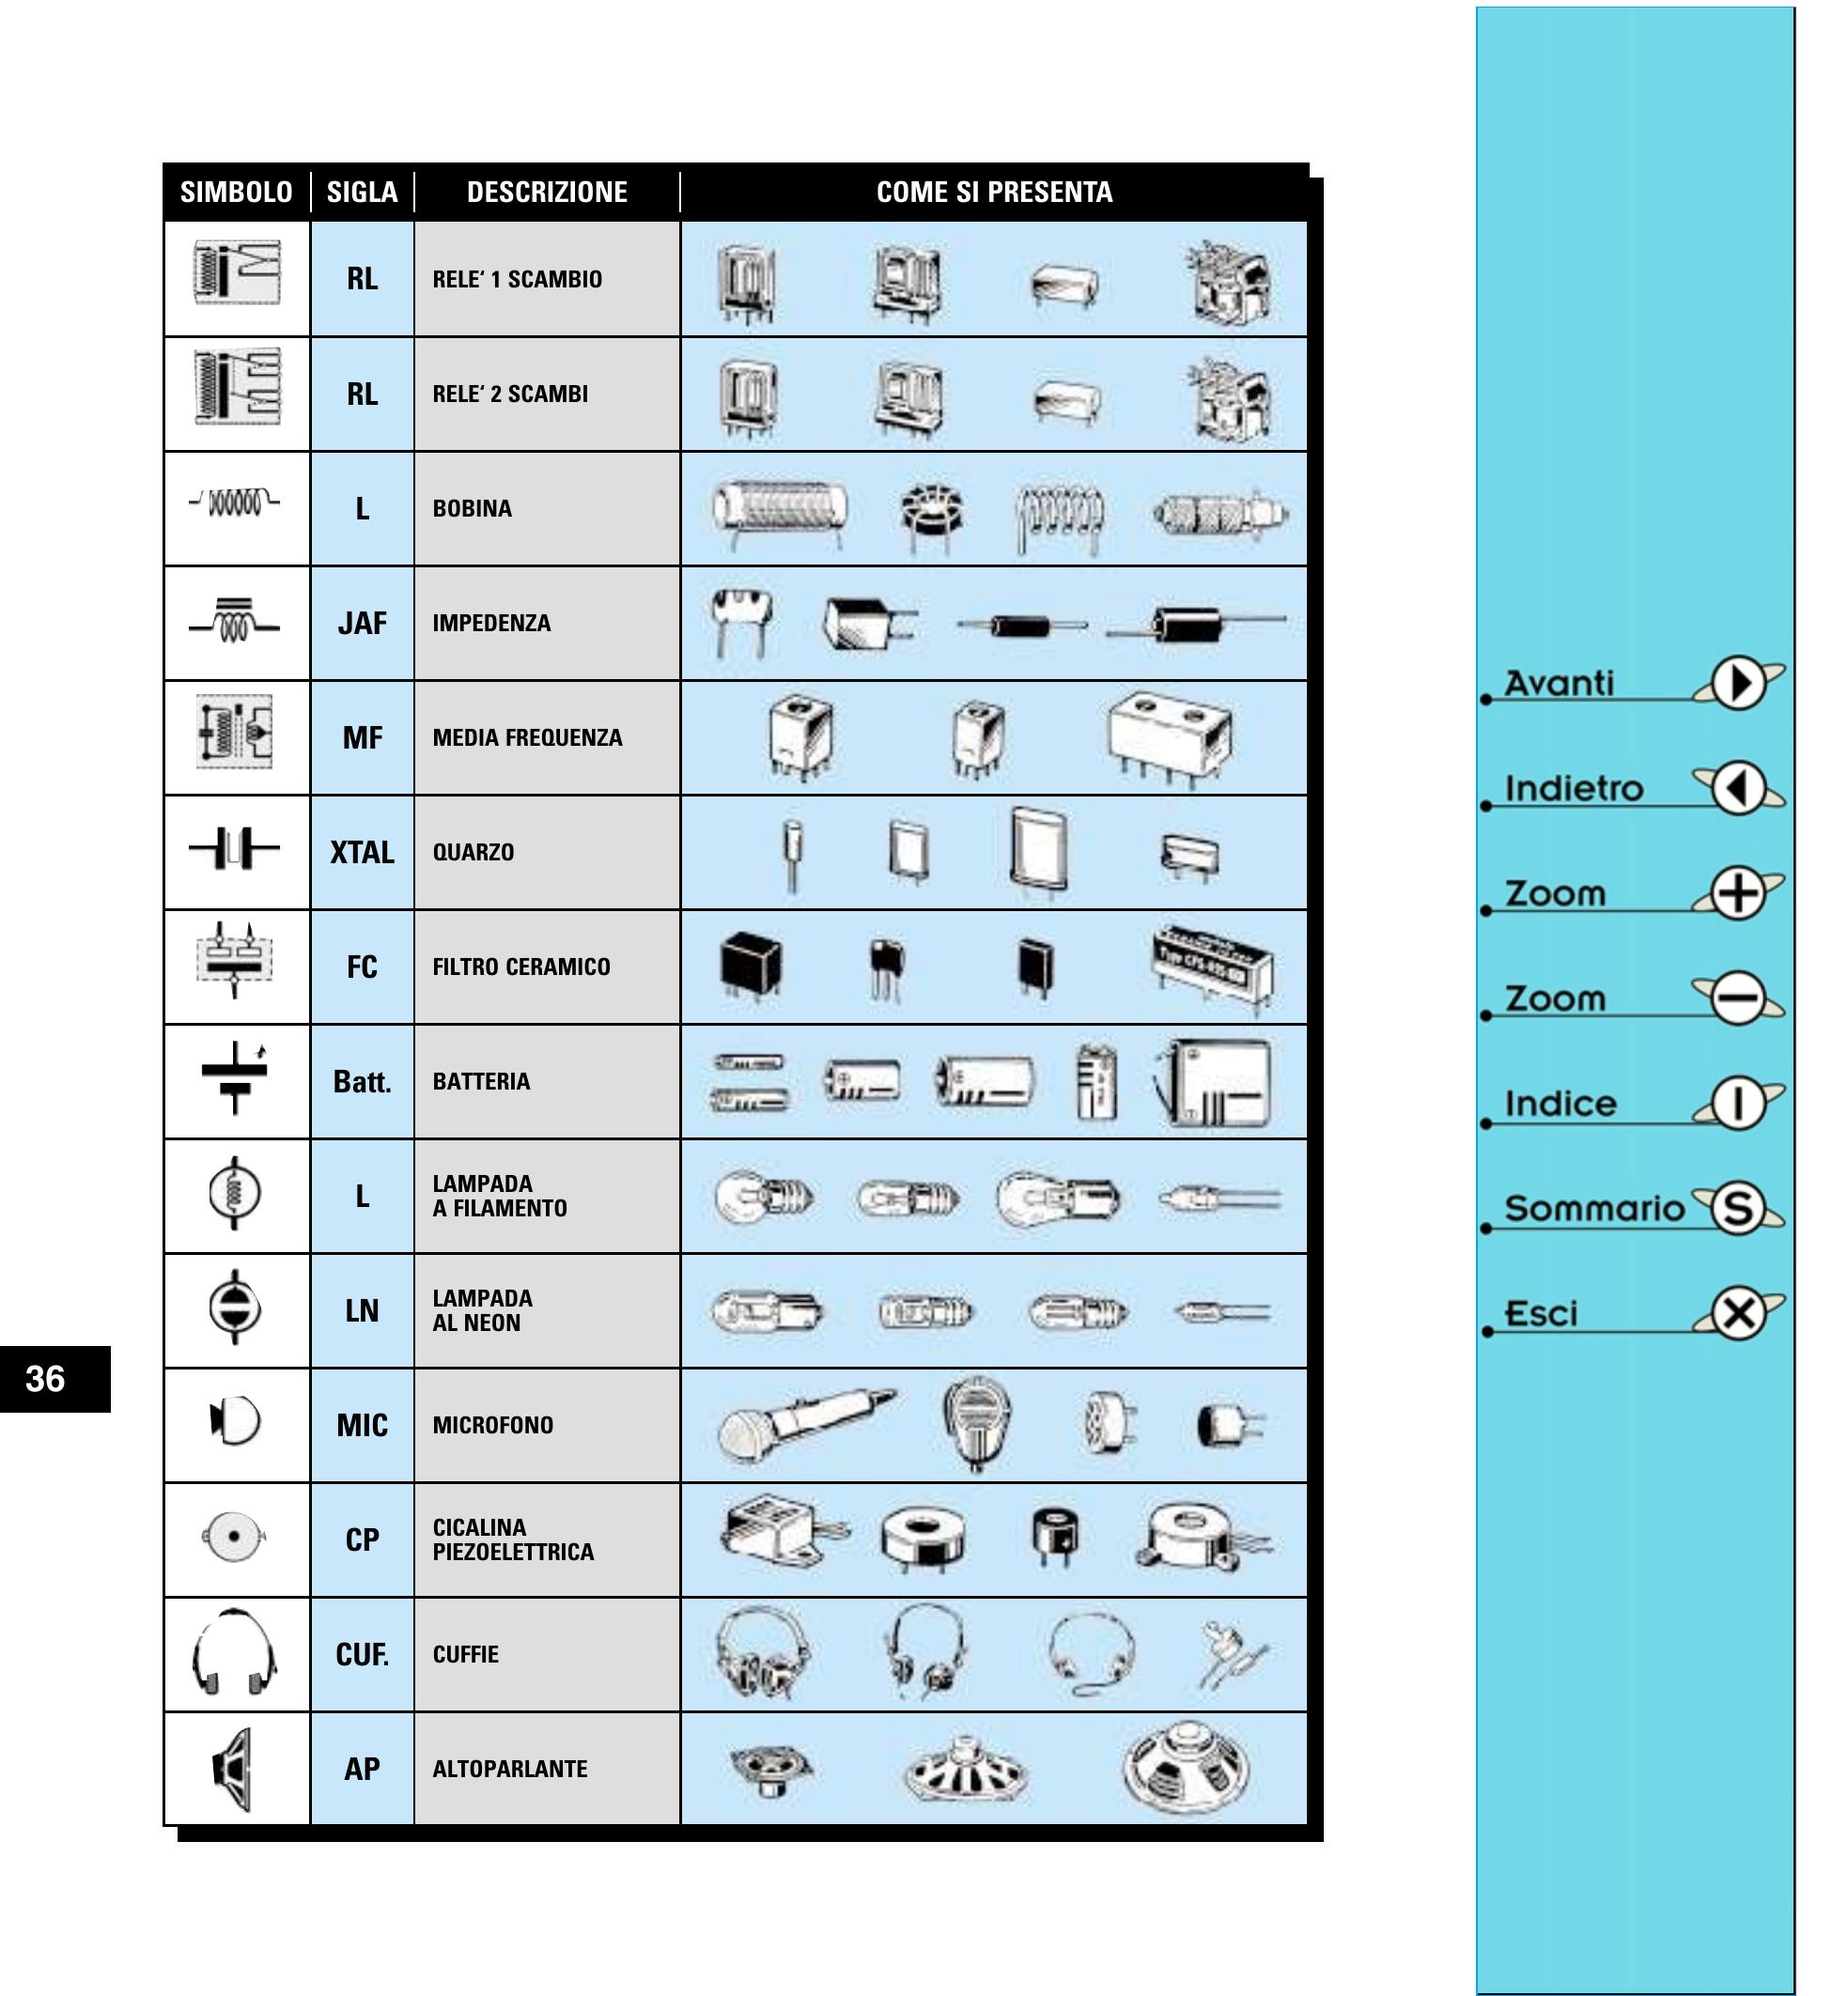 SIMBOLO SIGLA DESCRIZIONE COME SI PRESENTA
RL RELE‘ 1 SCAMBIO
RL RELE‘ 2 SCAMBI
L BOBINA
JAF IMPEDENZA
MF MEDIA FREQUENZA
XTAL QUARZO
FC FILTRO CERAMICO
Batt. BATTERIA
L LAMPADA
A FILAMENTO
LN LAMPADA
AL NEON
MIC MICROFONO
CP CICALINA
PIEZOELETTRICA
CUF. CUFFIE
AP ALTOPARLANTE
36
Avanti
Indietro
Zoom
Zoom
Indice
Sommario S
Esci